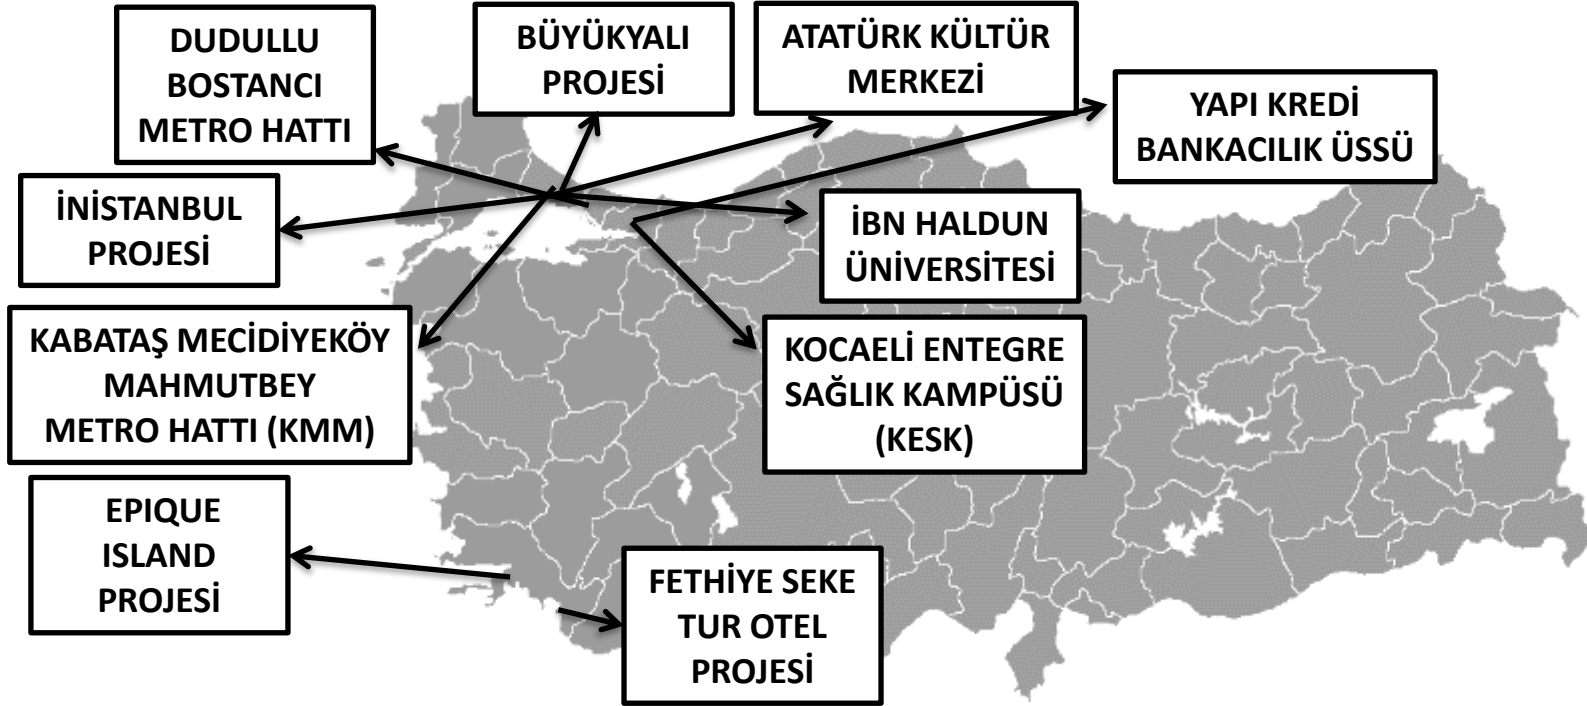 DUDULLU
BOSTANCI
METRO HATTI
BÜYÜKYALI
PROJESİ
ATATÜRK KÜLTÜR
MERKEZİ
YAPI KREDİ
BANKACILIK ÜSSÜ
İNİSTANBUL
PROJESİ
İBN HALDUN
ÜNİVERSİTESİ
KABATAŞ MECİDİYEKÖY
MAHMUTBEY
METRO HATTI (KMM)
KOCAELİ ENTEGRE
SAĞLIK KAMPÜSÜ
(KESK)
EPIQUE
ISLAND
PROJESİ
FETHİYE SEKE
TUR OTEL
PROJESİ